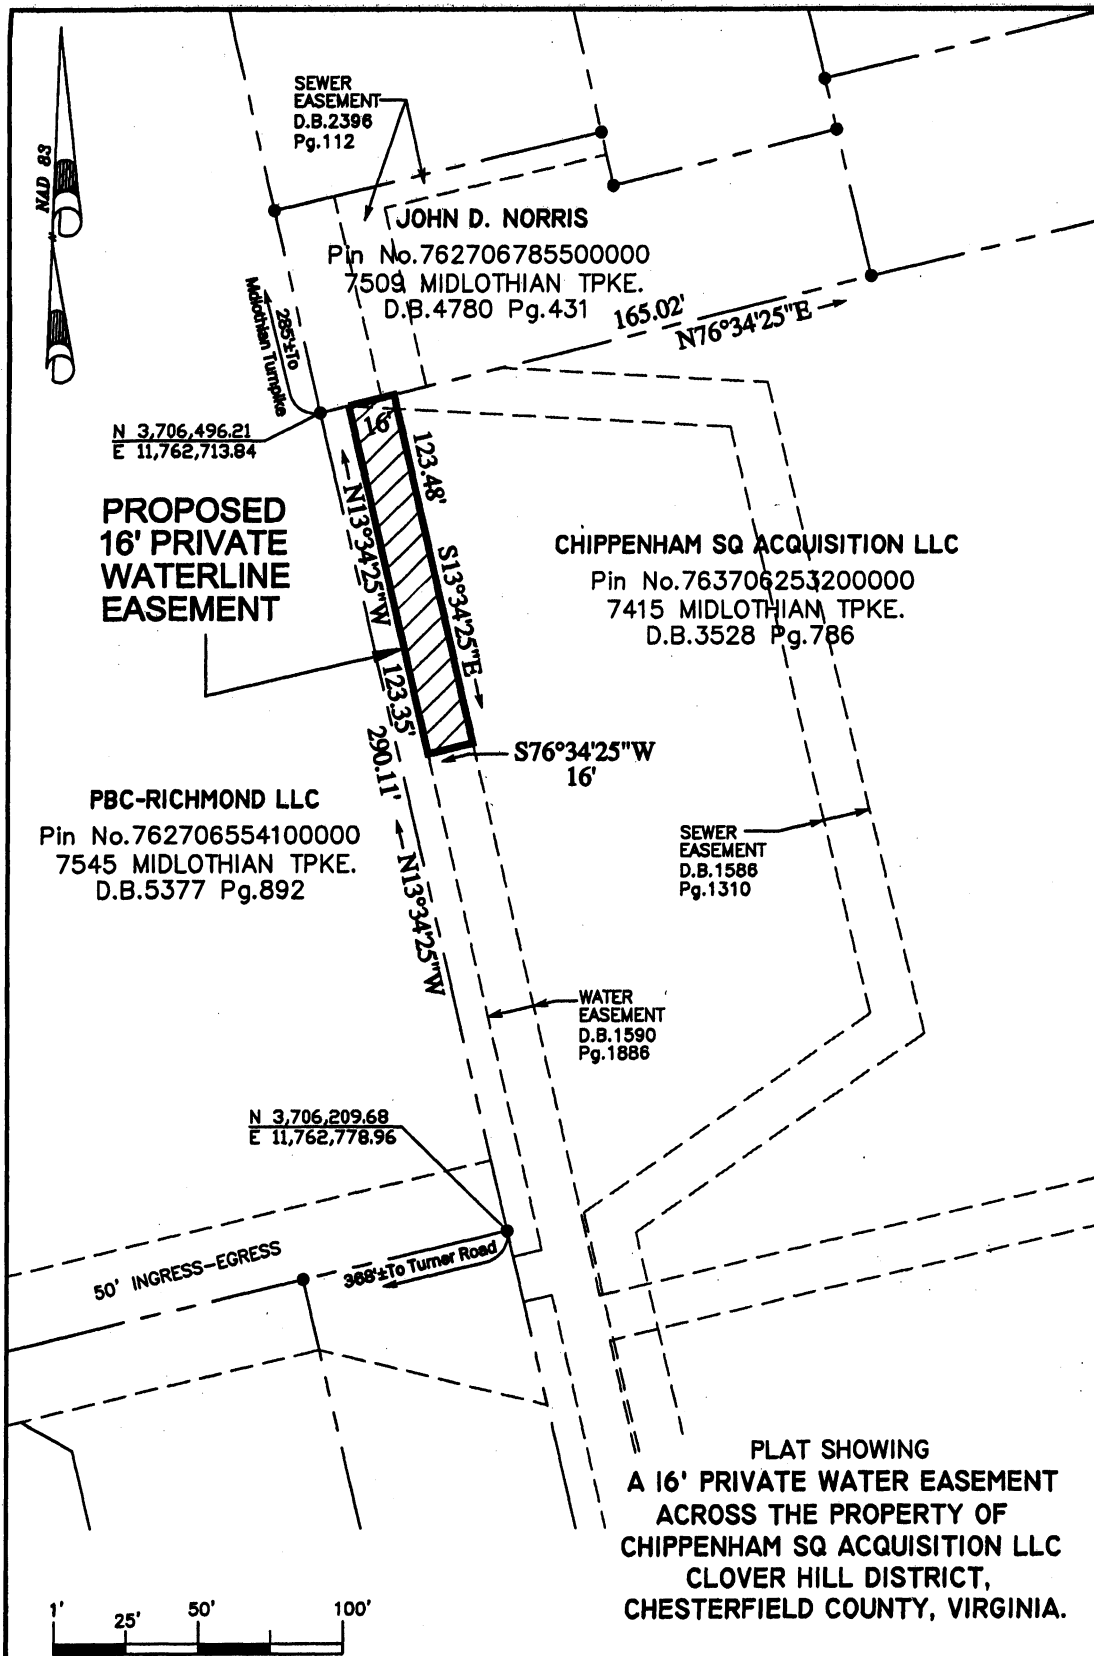 NAD 83
SEWER
EASEMENT
D.B.2396
Pg.112
JOHN D. NORRIS
Pin No.762706785500000
7509 MIDLOTHIAN TPKE.
D.B.4780 Pg.431
285'±To
Midlothian Turnpike
165.02'
N76°34'25"E
N 3,706,496.21
E 11,762,713.84
16'
123.48'
S13°34'25"E
N13°34'25"W
123.35'
PROPOSED
16' PRIVATE
WATERLINE
EASEMENT
CHIPPENHAM SQ ACQUISITION LLC
Pin No.763706253200000
7415 MIDLOTHIAN TPKE.
D.B.3528 Pg.786
S76°34'25"W
16'
290.11'
N13°34'25"W
PBC-RICHMOND LLC
Pin No.762706554100000
7545 MIDLOTHIAN TPKE.
D.B.5377 Pg.892
SEWER
EASEMENT
D.B.1586
Pg.1310
WATER
EASEMENT
D.B.1590
Pg.1886
N 3,706,209.68
E 11,762,778.96
50' INGRESS-EGRESS
368'±To Turner Road
PLAT SHOWING
A 16' PRIVATE WATER EASEMENT
ACROSS THE PROPERTY OF
CHIPPENHAM SQ ACQUISITION LLC
CLOVER HILL DISTRICT,
CHESTERFIELD COUNTY, VIRGINIA.
1' 25' 50' 100'